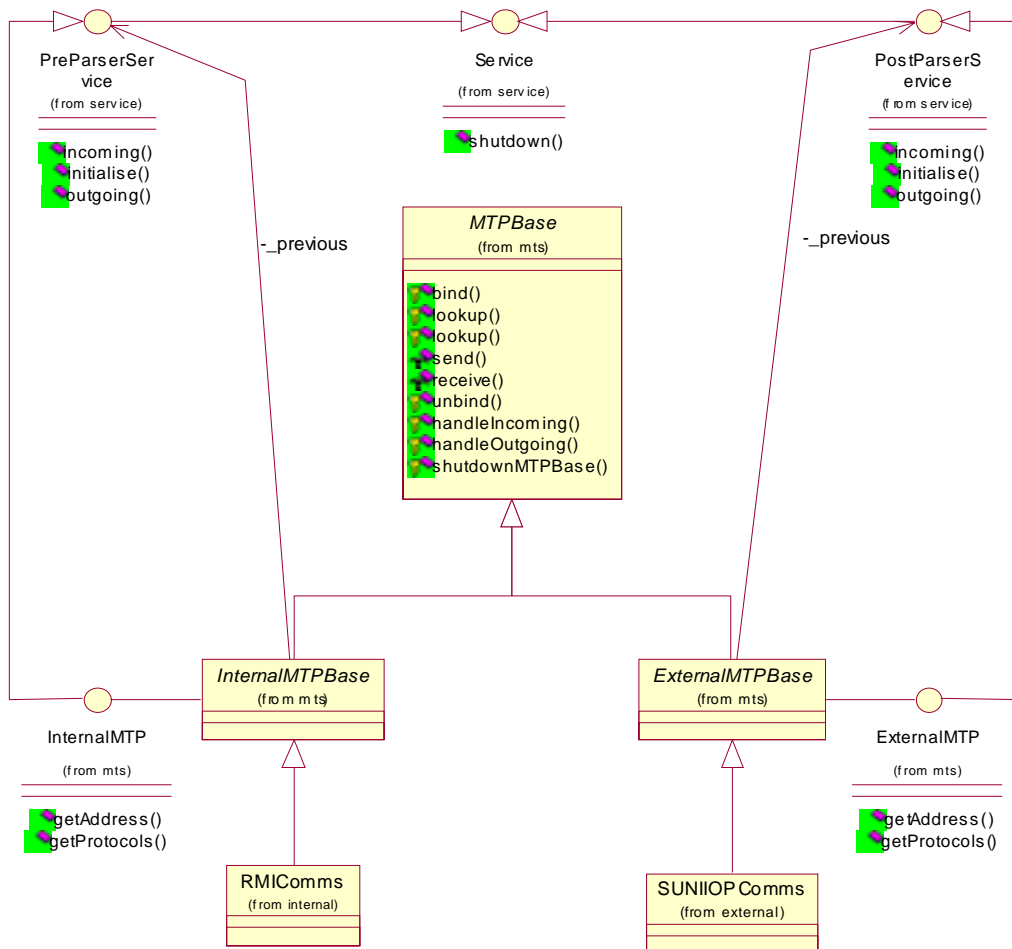 PreParserSer
vice
(from service)
incoming()
initialise()
outgoing()
Service
(from service)
shutdown()
PostParserS
ervice
(from service)
incoming()
initialise()
outgoing()
-_previous
-_previous
MTPBase
(from mts)
bind()
lookup()
lookup()
send()
receive()
unbind()
handleIncoming()
handleOutgoing()
shutdownMTPBase()
InternalMTPBase
(from mts)
ExternalMTPBase
(from mts)
InternalMTP
(from mts)
getAddress()
getProtocols()
ExternalMTP
(from mts)
getAddress()
getProtocols()
RMIComms
(from internal)
SUNIIOPComms
(from external)